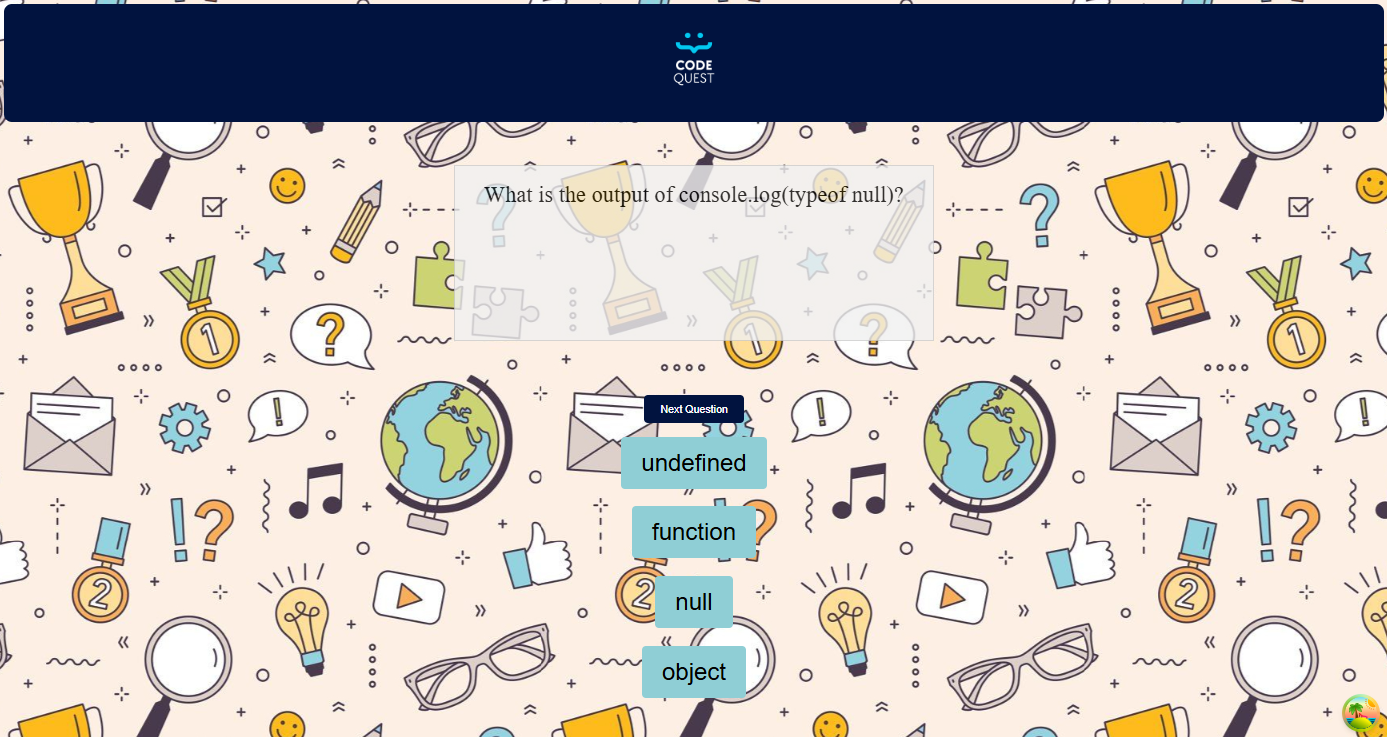 CODE
QUEST
What is the output of console.log(typeof null)?
Next Question
undefined
function
null
object